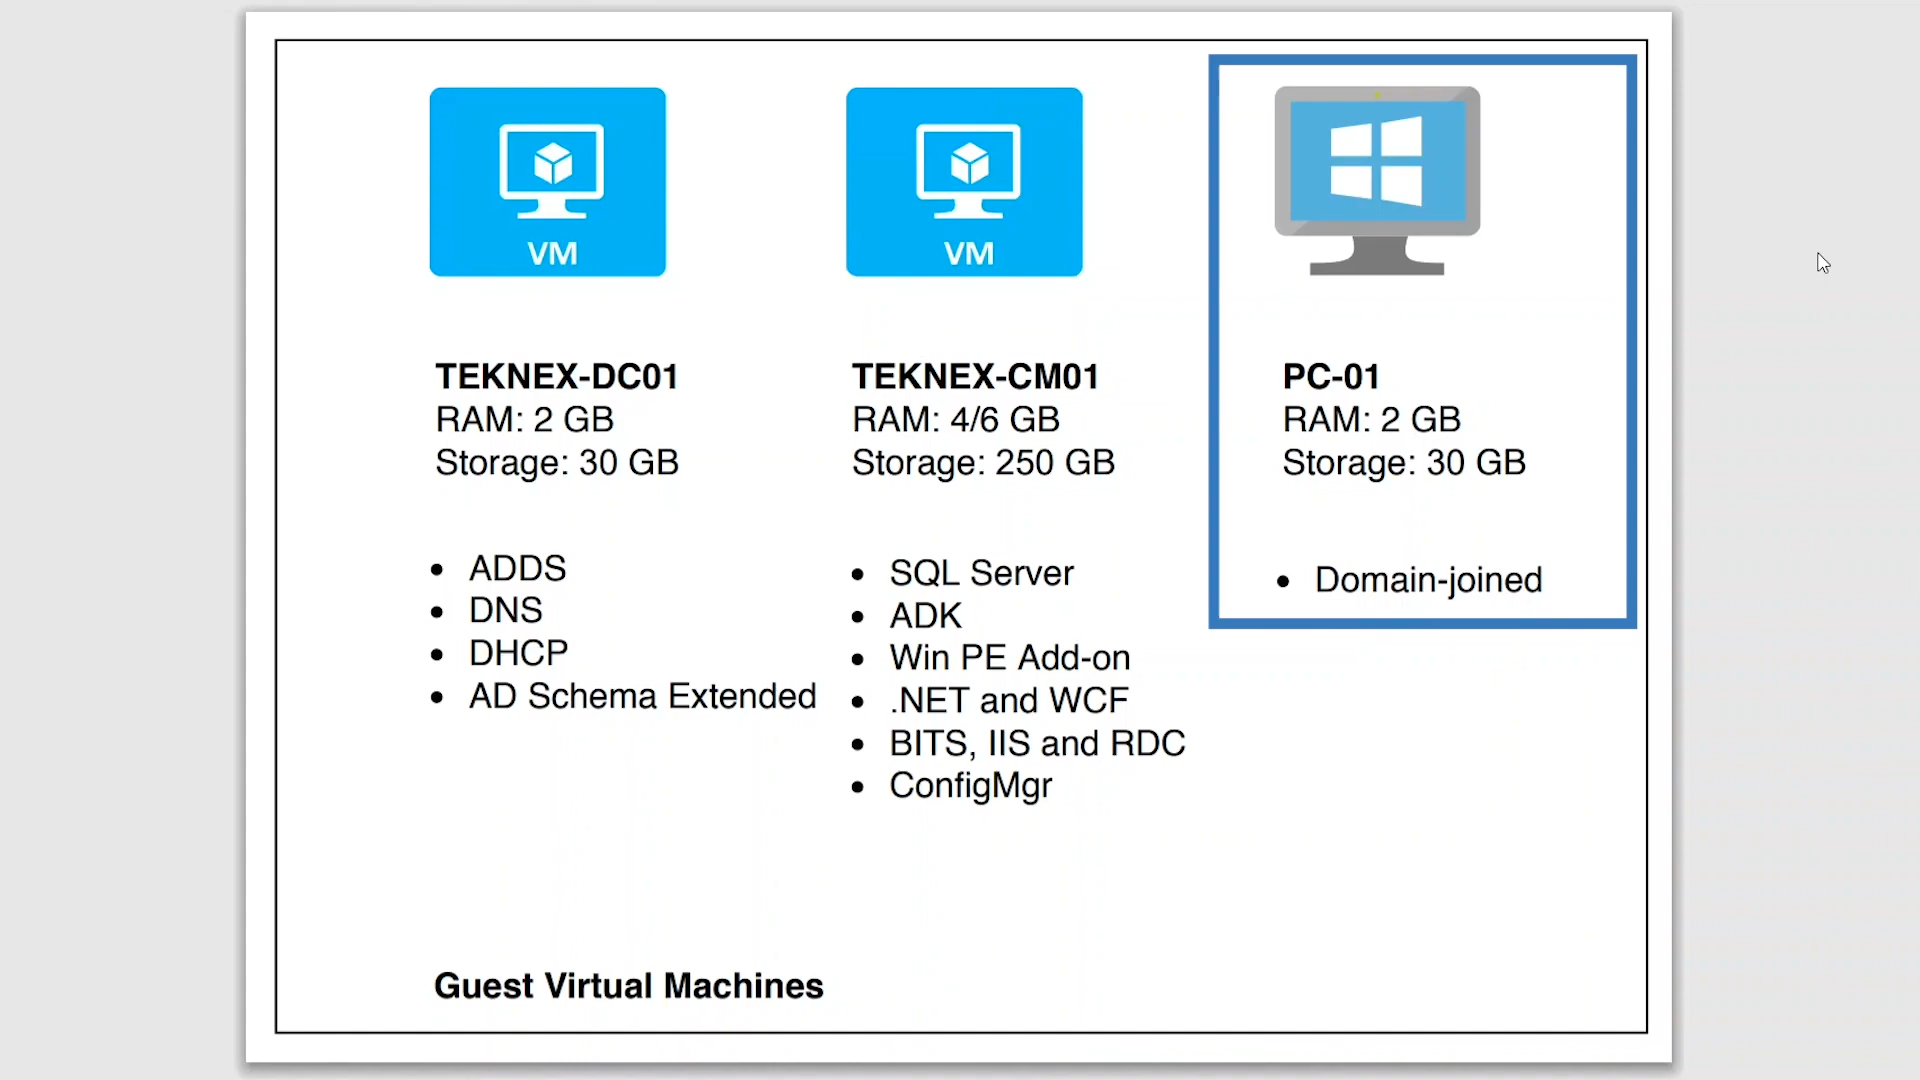 VM
VM
TEKNEX-DC01
RAM: 2 GB
Storage: 30 GB
• ADDS
• DNS
• DHCP
• AD Schema Extended
TEKNEX-CM01
RAM: 4/6 GB
Storage: 250 GB
• SQL Server
• ADK
• Win PE Add-on
• .NET and WCF
• BITS, IIS and RDC
• ConfigMgr
PC-01
RAM: 2 GB
Storage: 30 GB
• Domain-joined
Guest Virtual Machines